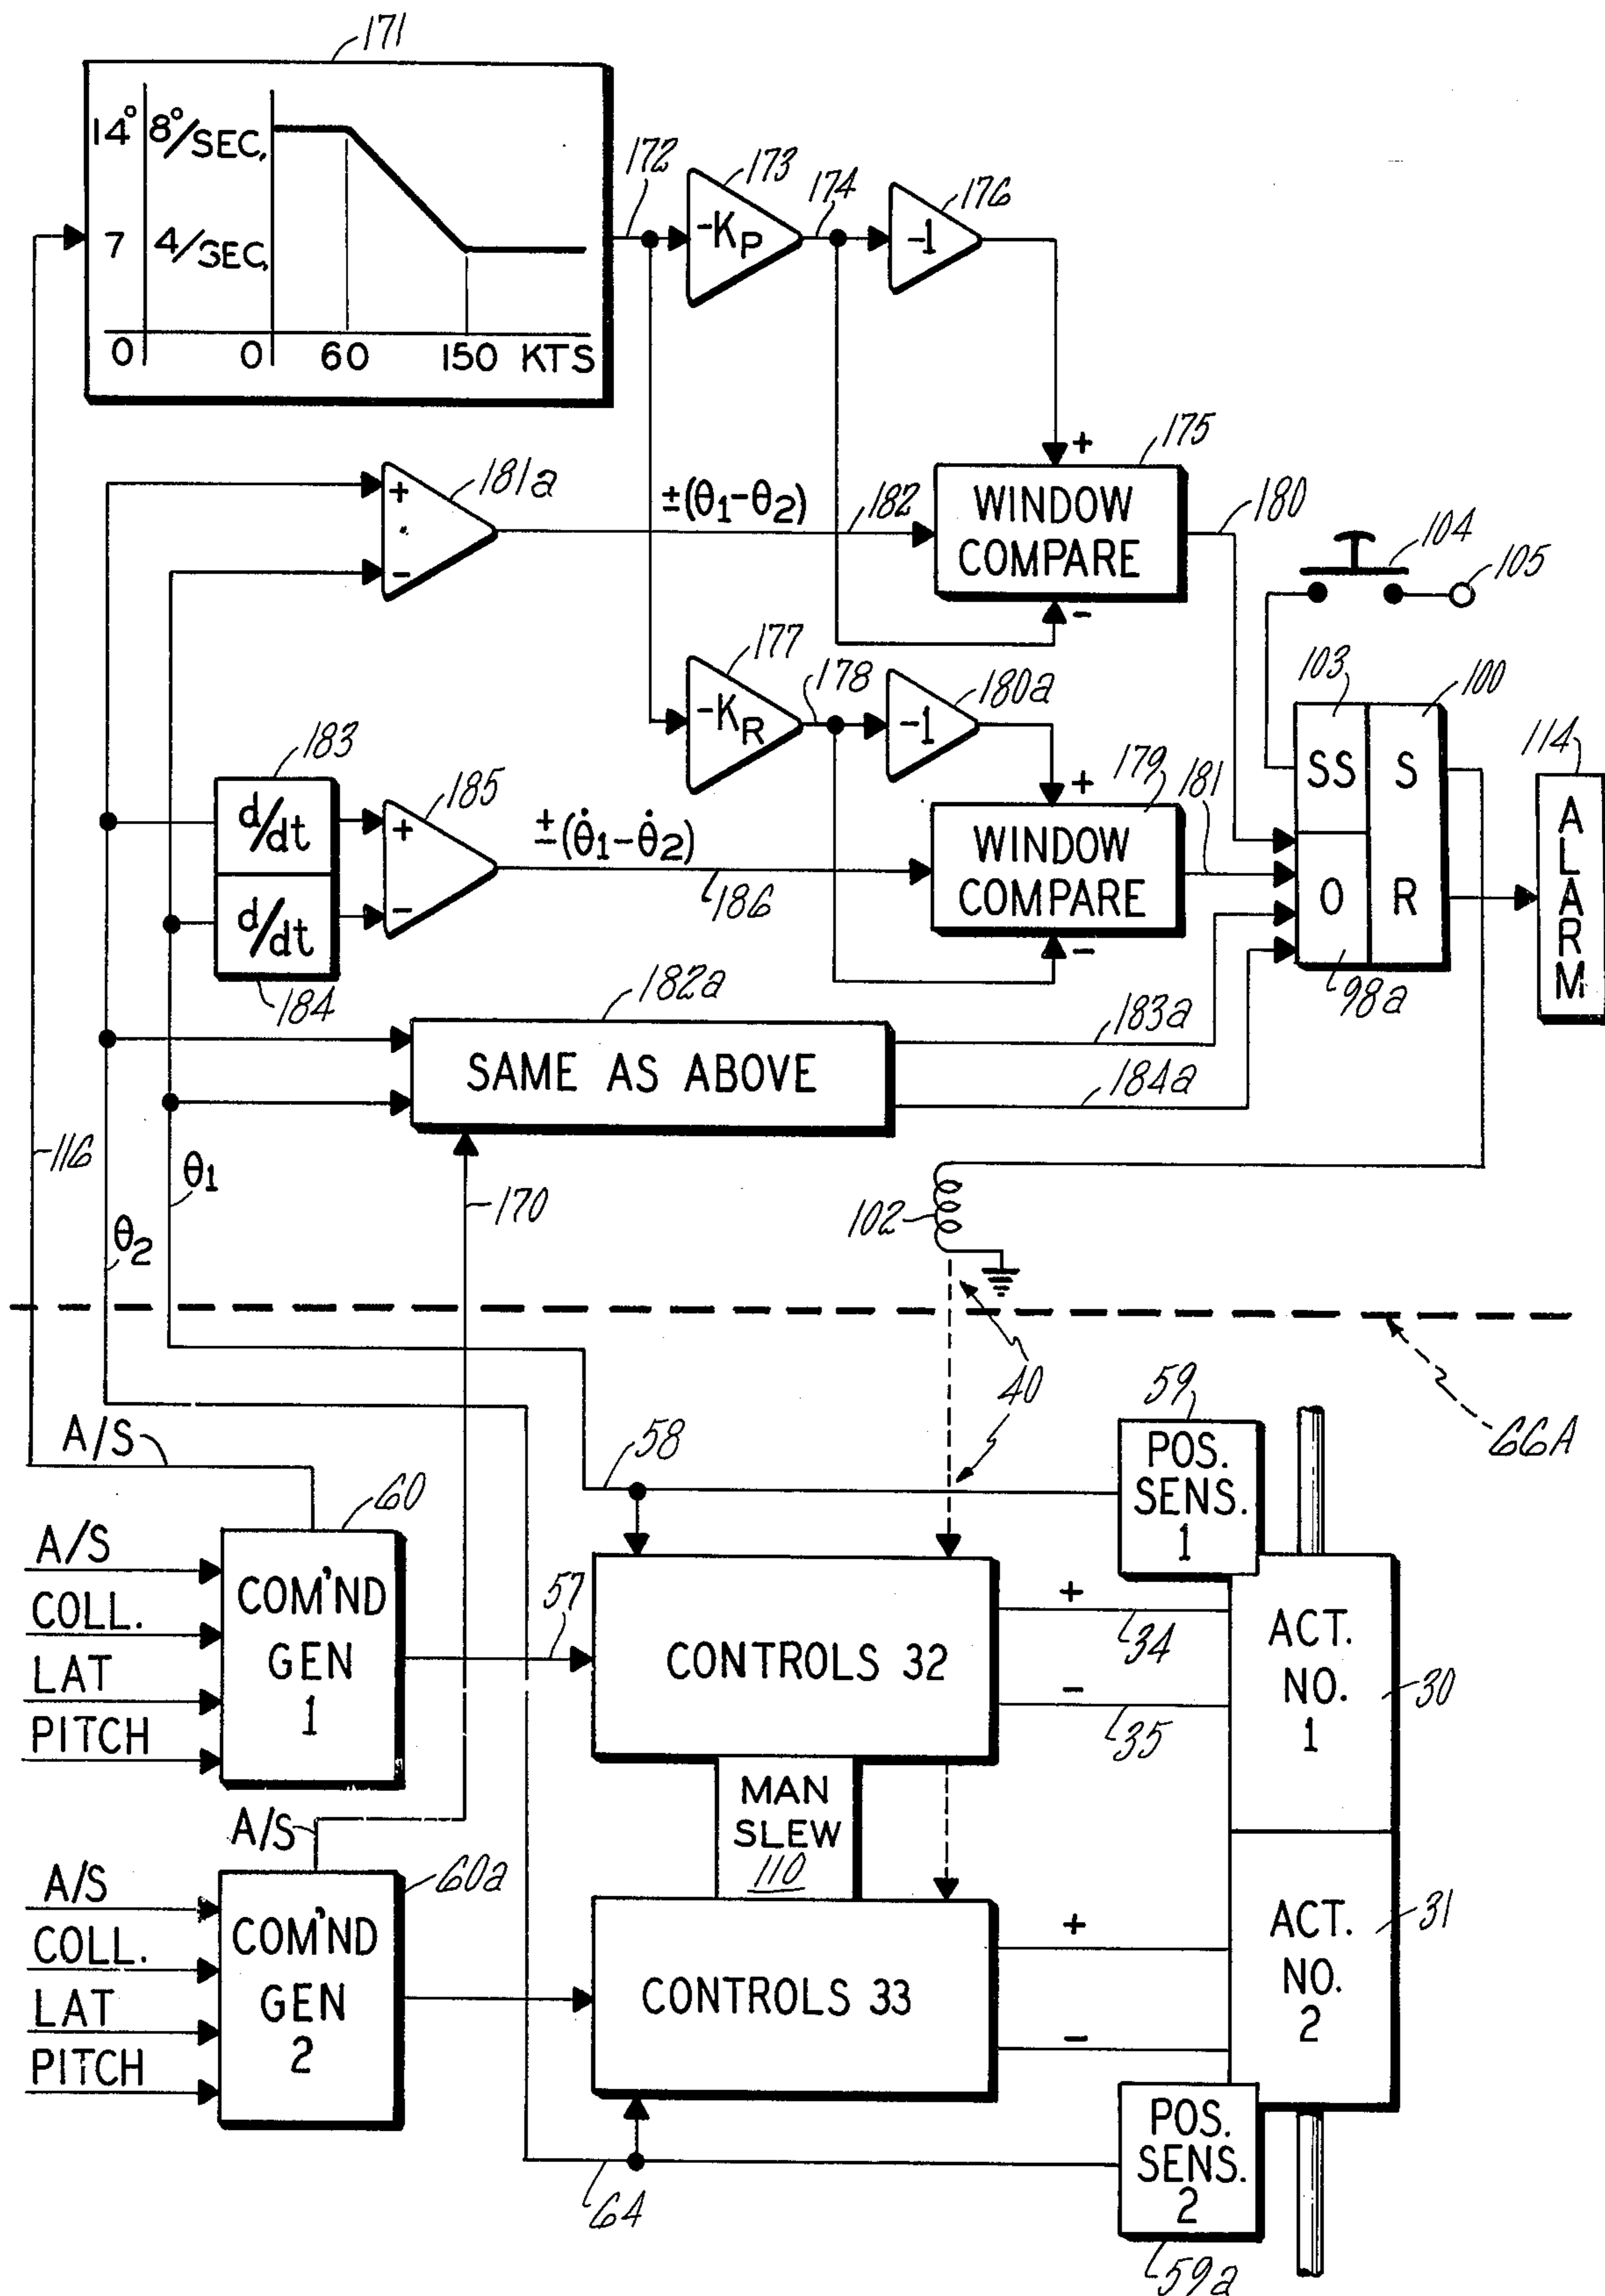 171
14° 8°/SEC,
7 4/SEC,
0 0 60 150 KTS
172
173
-KP
174
176
-1
175
+
WINDOW
COMPARE
-
180
181a
+
-
±(θ1-θ2)
182
104
105
177
-KR
178
180a
-1
103
100
SS S
O R
98a
114
ALARM
183
d/dt
d/dt
184
185
+
-
±(θ̇1-θ̇2)
186
+
179
WINDOW
COMPARE
-
181
182a
SAME AS ABOVE
183a
184a
116
θ1
θ2
170
102
40
66A
A/S
58
59
POS.
SENS.
1
60
A/S
COLL.
LAT
PITCH
COM'ND
GEN
1
57
CONTROLS 32
+
34
-
35
ACT.
NO.
1
30
MAN
SLEW
110
A/S
60a
A/S
COLL.
LAT
PITCH
COM'ND
GEN
2
CONTROLS 33
+
-
ACT.
NO.
2
31
64
POS.
SENS.
2
59a